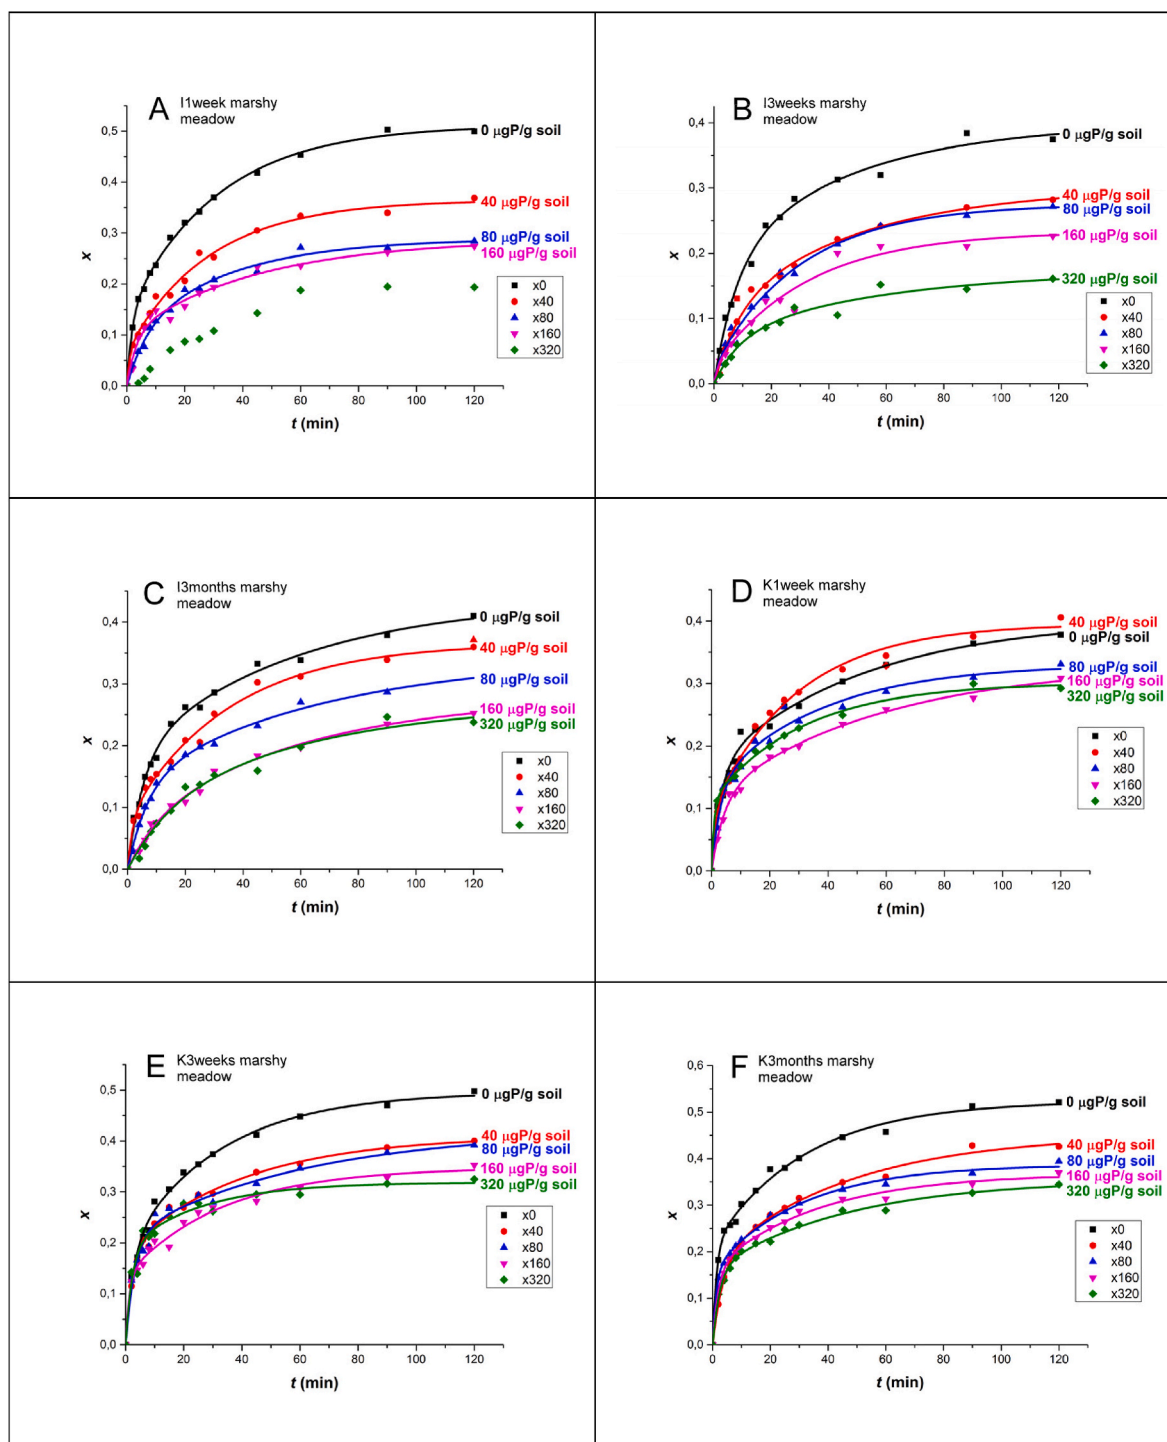 A I1week marshy
meadow
0,5
0,4
0,3
0,2
0,1
0,0
x
0 20 40 60 80 100 120
t (min)
0 µgP/g soil
40 µgP/g soil
80 µgP/g soil
160 µgP/g soil
x0
x40
x80
x160
x320
B I3weeks marshy
meadow
0,4
0,3
0,2
0,1
0,0
x
0 20 40 60 80 100 120
t (min)
0 µgP/g soil
40 µgP/g soil
80 µgP/g soil
160 µgP/g soil
320 µgP/g soil
x0
x40
x80
x160
x320
C I3months marshy
meadow
0,4
0,3
0,2
0,1
0,0
x
0 20 40 60 80 100 120
t (min)
0 µgP/g soil
40 µgP/g soil
80 µgP/g soil
160 µgP/g soil
320 µgP/g soil
x0
x40
x80
x160
x320
D K1week marshy
meadow
0,4
0,3
0,2
0,1
0,0
x
0 20 40 60 80 100 120
t (min)
40 µgP/g soil
0 µgP/g soil
80 µgP/g soil
160 µgP/g soil
320 µgP/g soil
x0
x40
x80
x160
x320
E K3weeks marshy
meadow
0,5
0,4
0,3
0,2
0,1
0,0
x
0 20 40 60 80 100 120
t (min)
0 µgP/g soil
40 µgP/g soil
80 µgP/g soil
160 µgP/g soil
320 µgP/g soil
x0
x40
x80
x160
x320
F K3months marshy
meadow
0,6
0,5
0,4
0,3
0,2
0,1
0,0
x
0 20 40 60 80 100 120
t (min)
0 µgP/g soil
40 µgP/g soil
80 µgP/g soil
160 µgP/g soil
320 µgP/g soil
x0
x40
x80
x160
x320